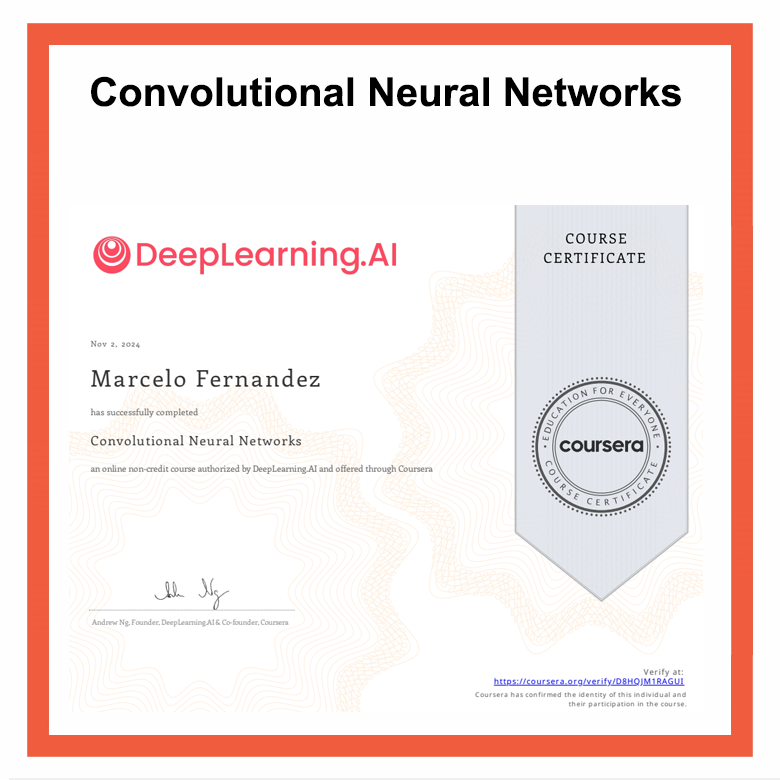 Convolutional Neural Networks
DeepLearning.AI
COURSE
CERTIFICATE
Nov 2, 2024
Marcelo Fernandez
has successfully completed
Convolutional Neural Networks
an online non-credit course authorized by DeepLearning.AI and offered through Coursera
EDUCATION FOR EVERYONE
coursera
COURSE CERTIFICATE
Andrew Ng, Founder, DeepLearning.AI & Co-founder, Coursera
Verify at:
https://coursera.org/verify/D8HQJM1RAGUI
Coursera has confirmed the identity of this individual and
their participation in the course.